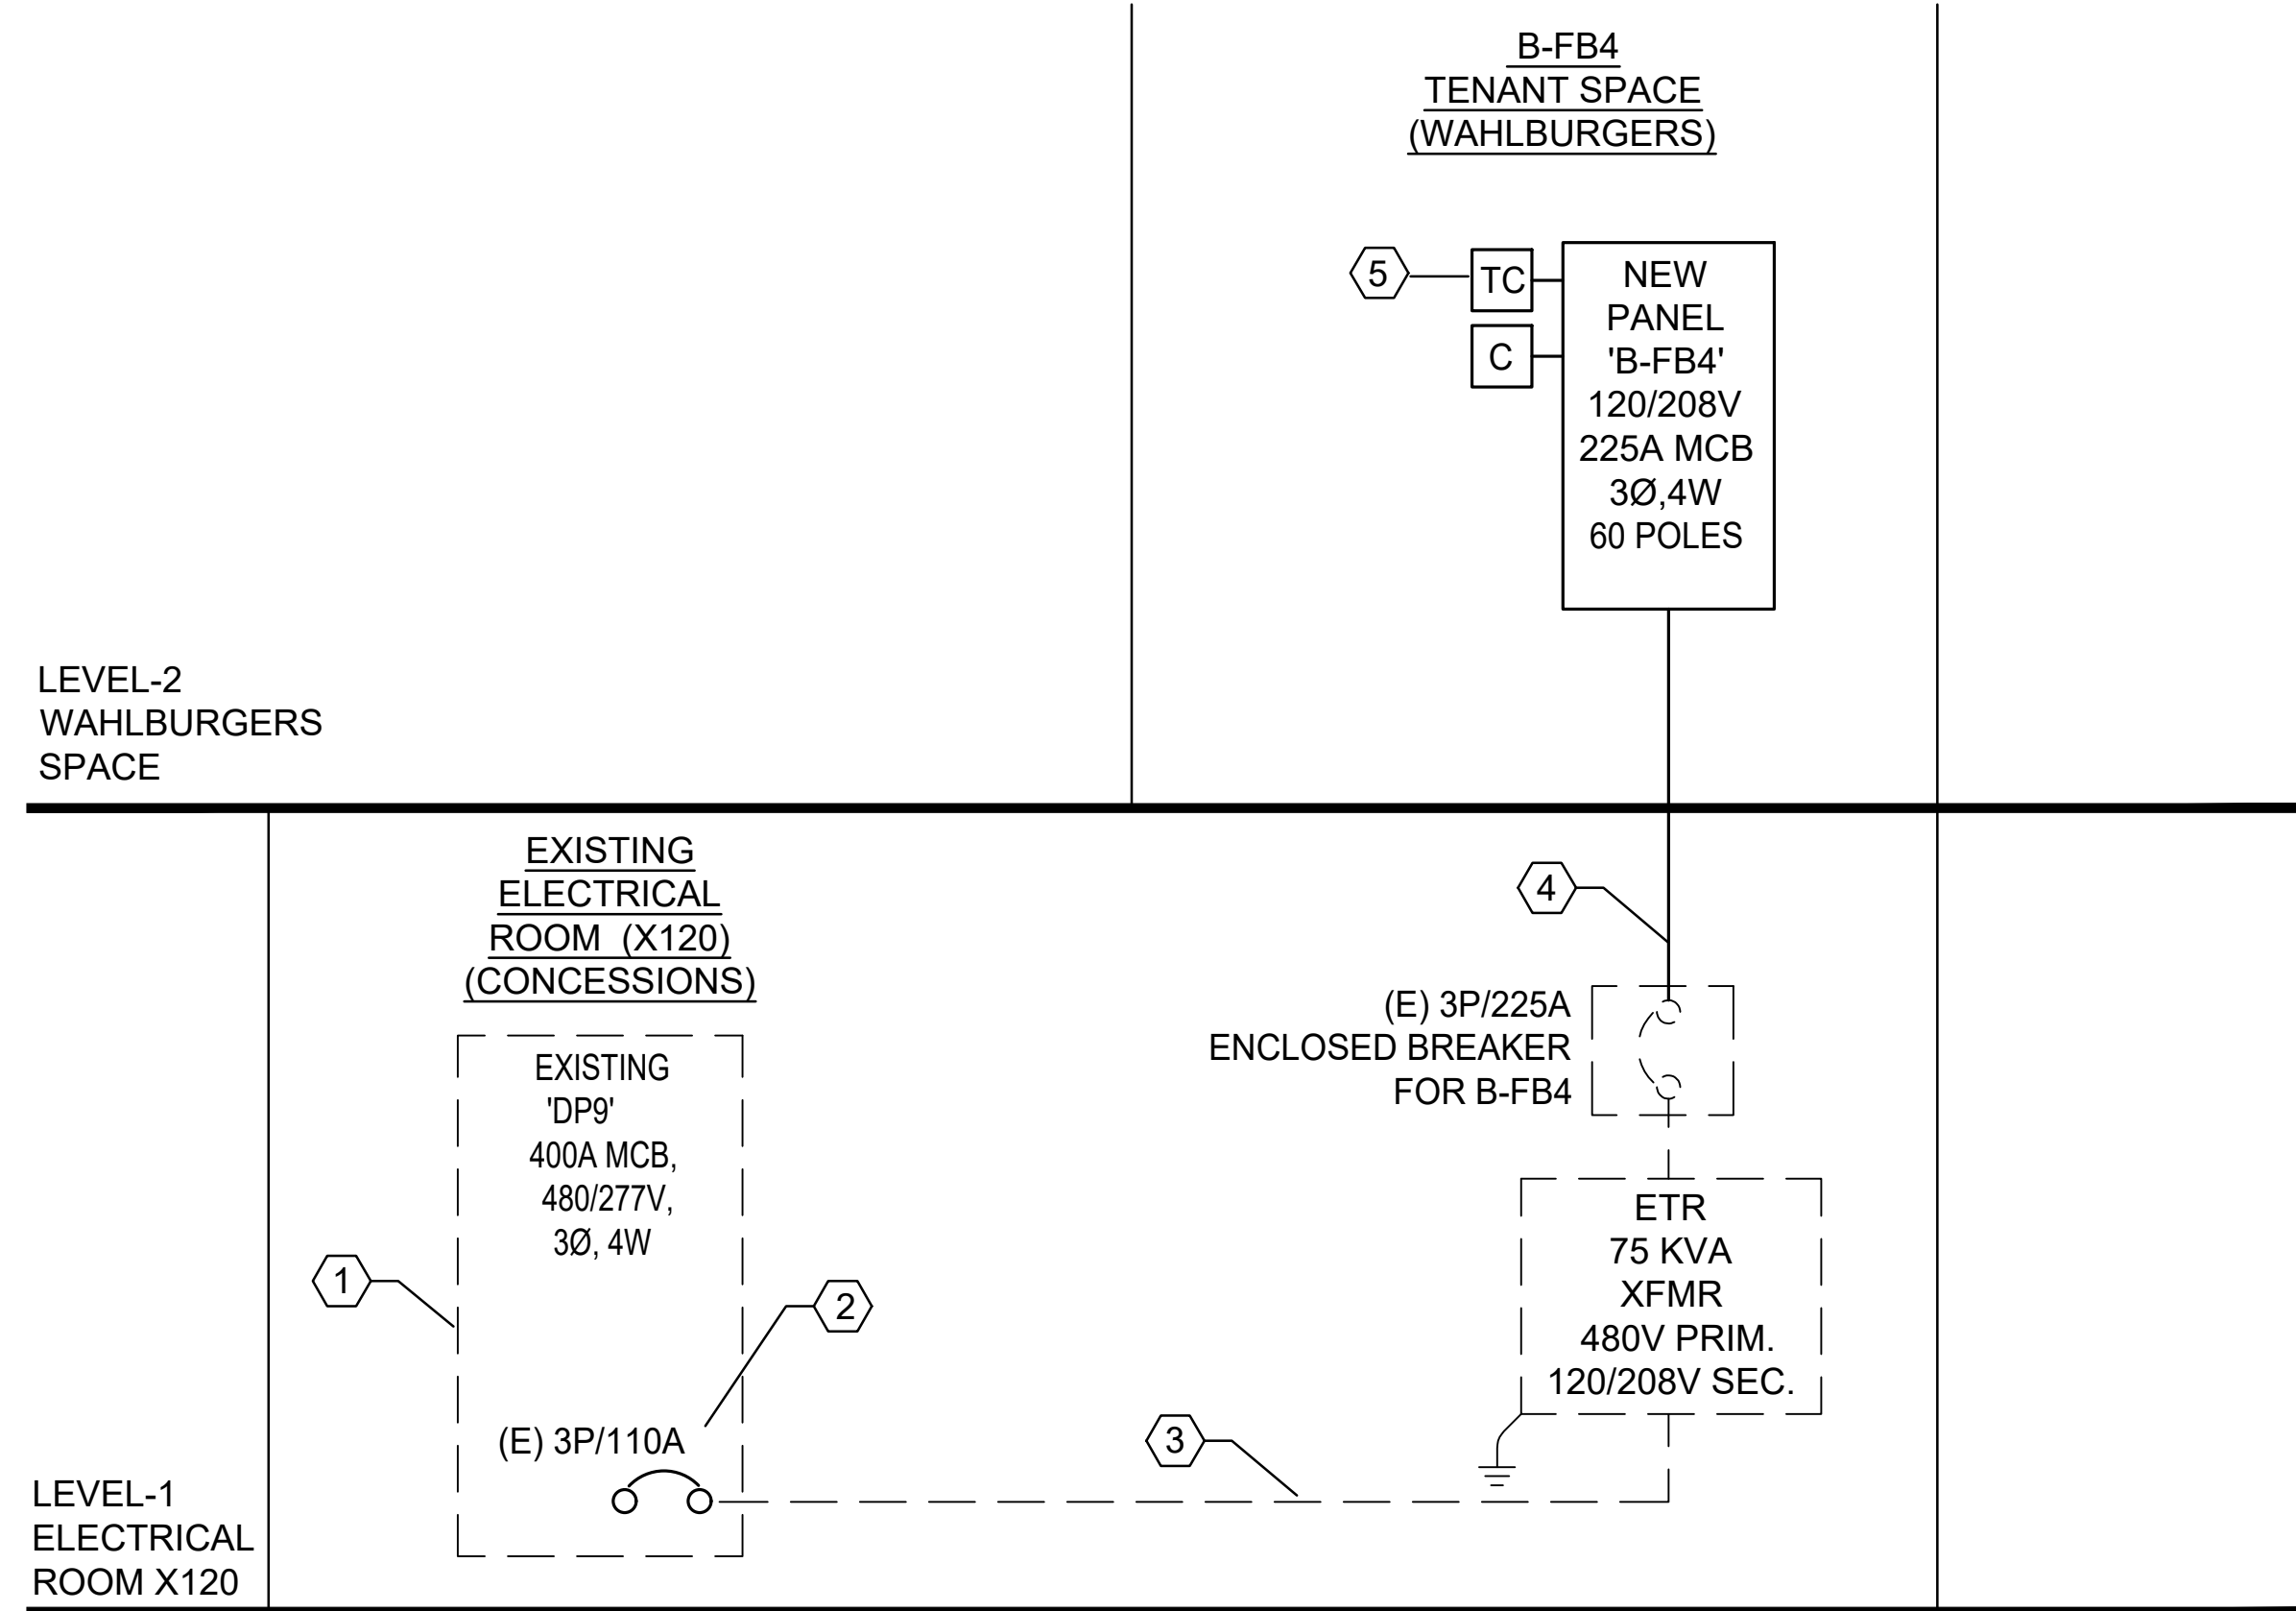 B-FB4
TENANT SPACE
(WAHLBURGERS)
5
TC
C
NEW
PANEL
'B-FB4'
120/208V
225A MCB
3Ø,4W
60 POLES
LEVEL-2
WAHLBURGERS
SPACE
EXISTING
ELECTRICAL
ROOM (X120)
(CONCESSIONS)
EXISTING
'DP9'
400A MCB,
480/277V,
3Ø, 4W
1
2
(E) 3P/110A
4
(E) 3P/225A
ENCLOSED BREAKER
FOR B-FB4
ETR
75 KVA
XFMR
480V PRIM.
120/208V SEC.
3
LEVEL-1
ELECTRICAL
ROOM X120